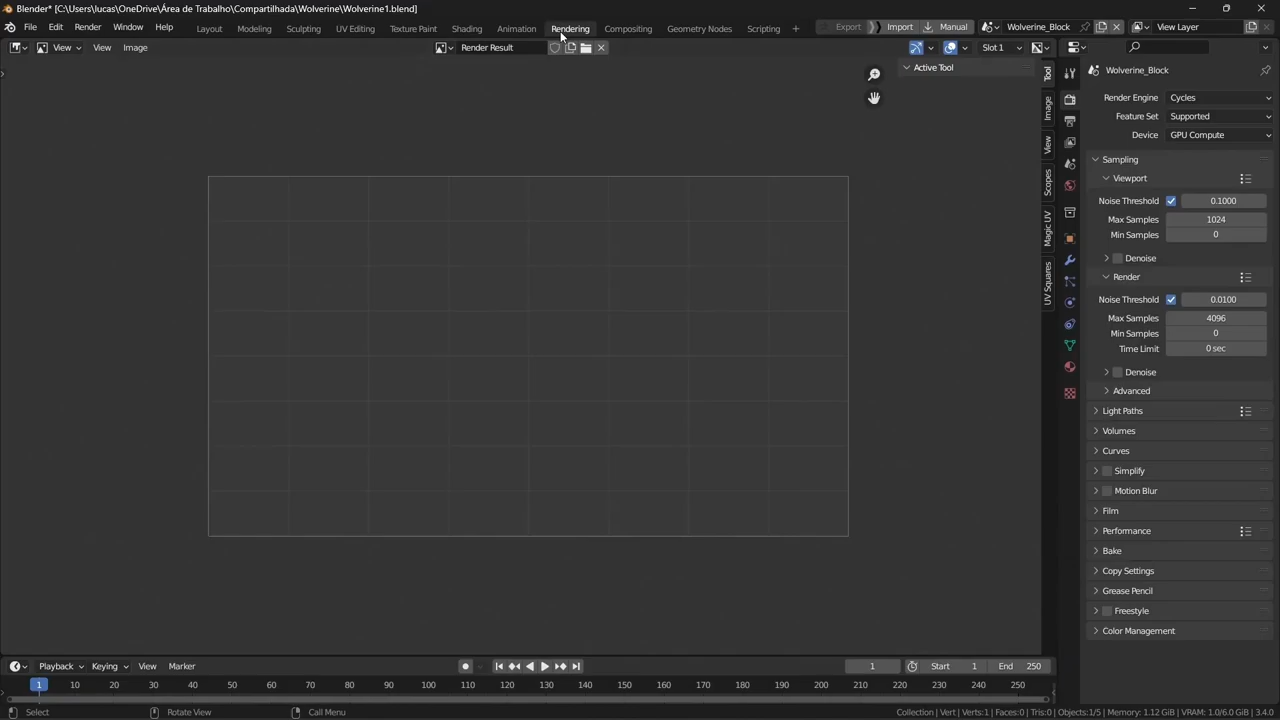 Blender* [C:\Users\lucas\OneDrive\Área de Trabalho\Compartilhada\Wolverine\Wolverine1.blend]
File Edit Render Window Help Layout Modeling Sculpting UV Editing Texture Paint Shading Animation Rendering Compositing Geometry Nodes Scripting + Export Import Manual Wolverine_Block View Layer
View View Image Render Result Slot 1
Active Tool
Tool
Image
View
Scopes
Magic UV
UV Squares
Wolverine_Block
Render Engine Cycles
Feature Set Supported
Device GPU Compute
Sampling
Viewport
Noise Threshold 0.1000
Max Samples 1024
Min Samples 0
Denoise
Render
Noise Threshold 0.0100
Max Samples 4096
Min Samples 0
Time Limit 0 sec
Denoise
Advanced
Light Paths
Volumes
Curves
Simplify
Motion Blur
Film
Performance
Bake
Copy Settings
Grease Pencil
Freestyle
Color Management
Playback Keying View Marker 1 Start 1 End 250
1 10 20 30 40 50 60 70 80 90 100 110 120 130 140 150 160 170 180 190 200 210 220 230 240 250
Select Rotate View Call Menu Collection | Vert | Verts:1 | Faces:0 | Tris:0 | Objects:1/5 | Memory: 1.12 GiB | VRAM: 1.0/6.0 GiB | 3.4.0